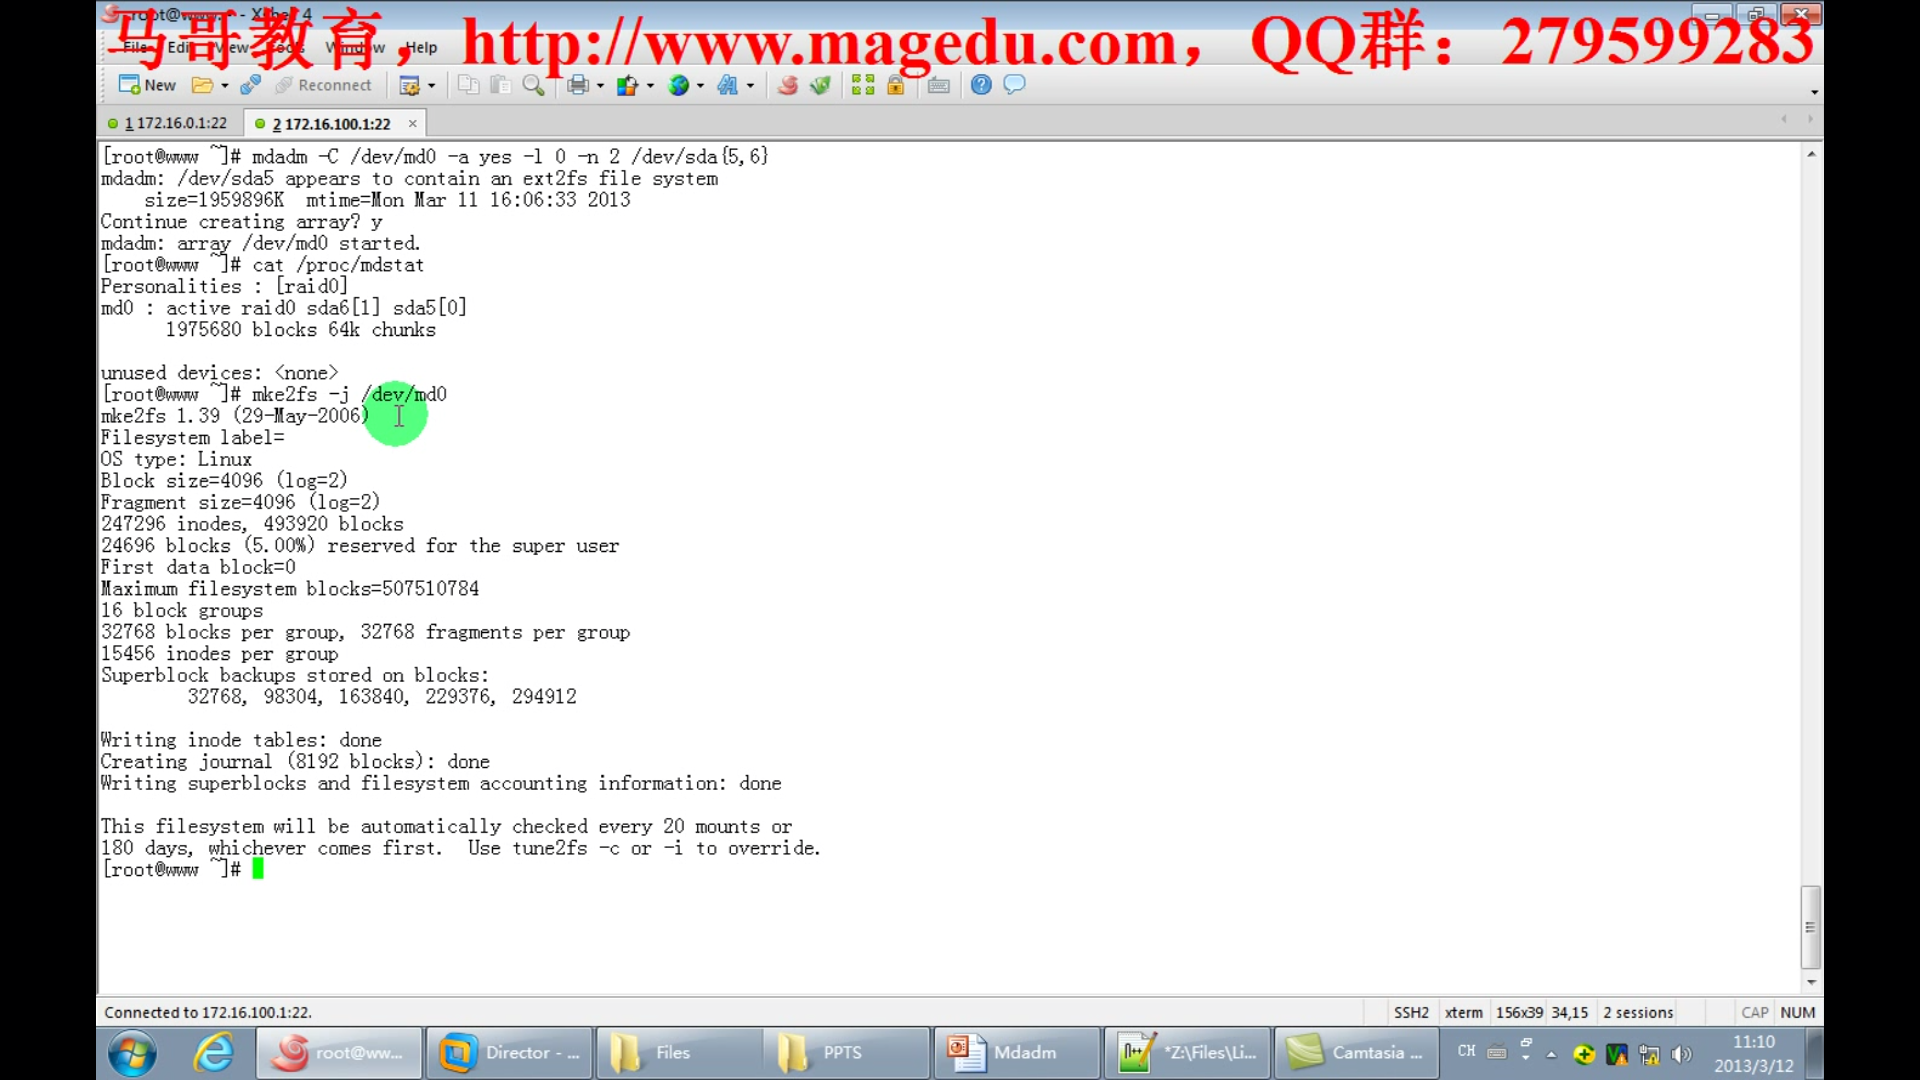 马哥教育，http://www.magedu.com，QQ群：279599283
File Edit View Tools Window Help
New Reconnect
1 172.16.0.1:22 2 172.16.100.1:22
[root@www ~]# mdadm -C /dev/md0 -a yes -l 0 -n 2 /dev/sda{5,6}
mdadm: /dev/sda5 appears to contain an ext2fs file system
size=1959896K mtime=Mon Mar 11 16:06:33 2013
Continue creating array? y
mdadm: array /dev/md0 started.
[root@www ~]# cat /proc/mdstat
Personalities : [raid0]
md0 : active raid0 sda6[1] sda5[0]
1975680 blocks 64k chunks
unused devices: <none>
[root@www ~]# mke2fs -j /dev/md0
mke2fs 1.39 (29-May-2006)
Filesystem label=
OS type: Linux
Block size=4096 (log=2)
Fragment size=4096 (log=2)
247296 inodes, 493920 blocks
24696 blocks (5.00%) reserved for the super user
First data block=0
Maximum filesystem blocks=507510784
16 block groups
32768 blocks per group, 32768 fragments per group
15456 inodes per group
Superblock backups stored on blocks:
32768, 98304, 163840, 229376, 294912
Writing inode tables: done
Creating journal (8192 blocks): done
Writing superblocks and filesystem accounting information: done
This filesystem will be automatically checked every 20 mounts or
180 days, whichever comes first. Use tune2fs -c or -i to override.
[root@www ~]#
Connected to 172.16.100.1:22. SSH2 xterm 156x39 34,15 2 sessions CAP NUM
root@ww... Director - ... Files PPTS Mdadm *Z:\Files\Li... Camtasia ... CH 11:10
2013/3/12